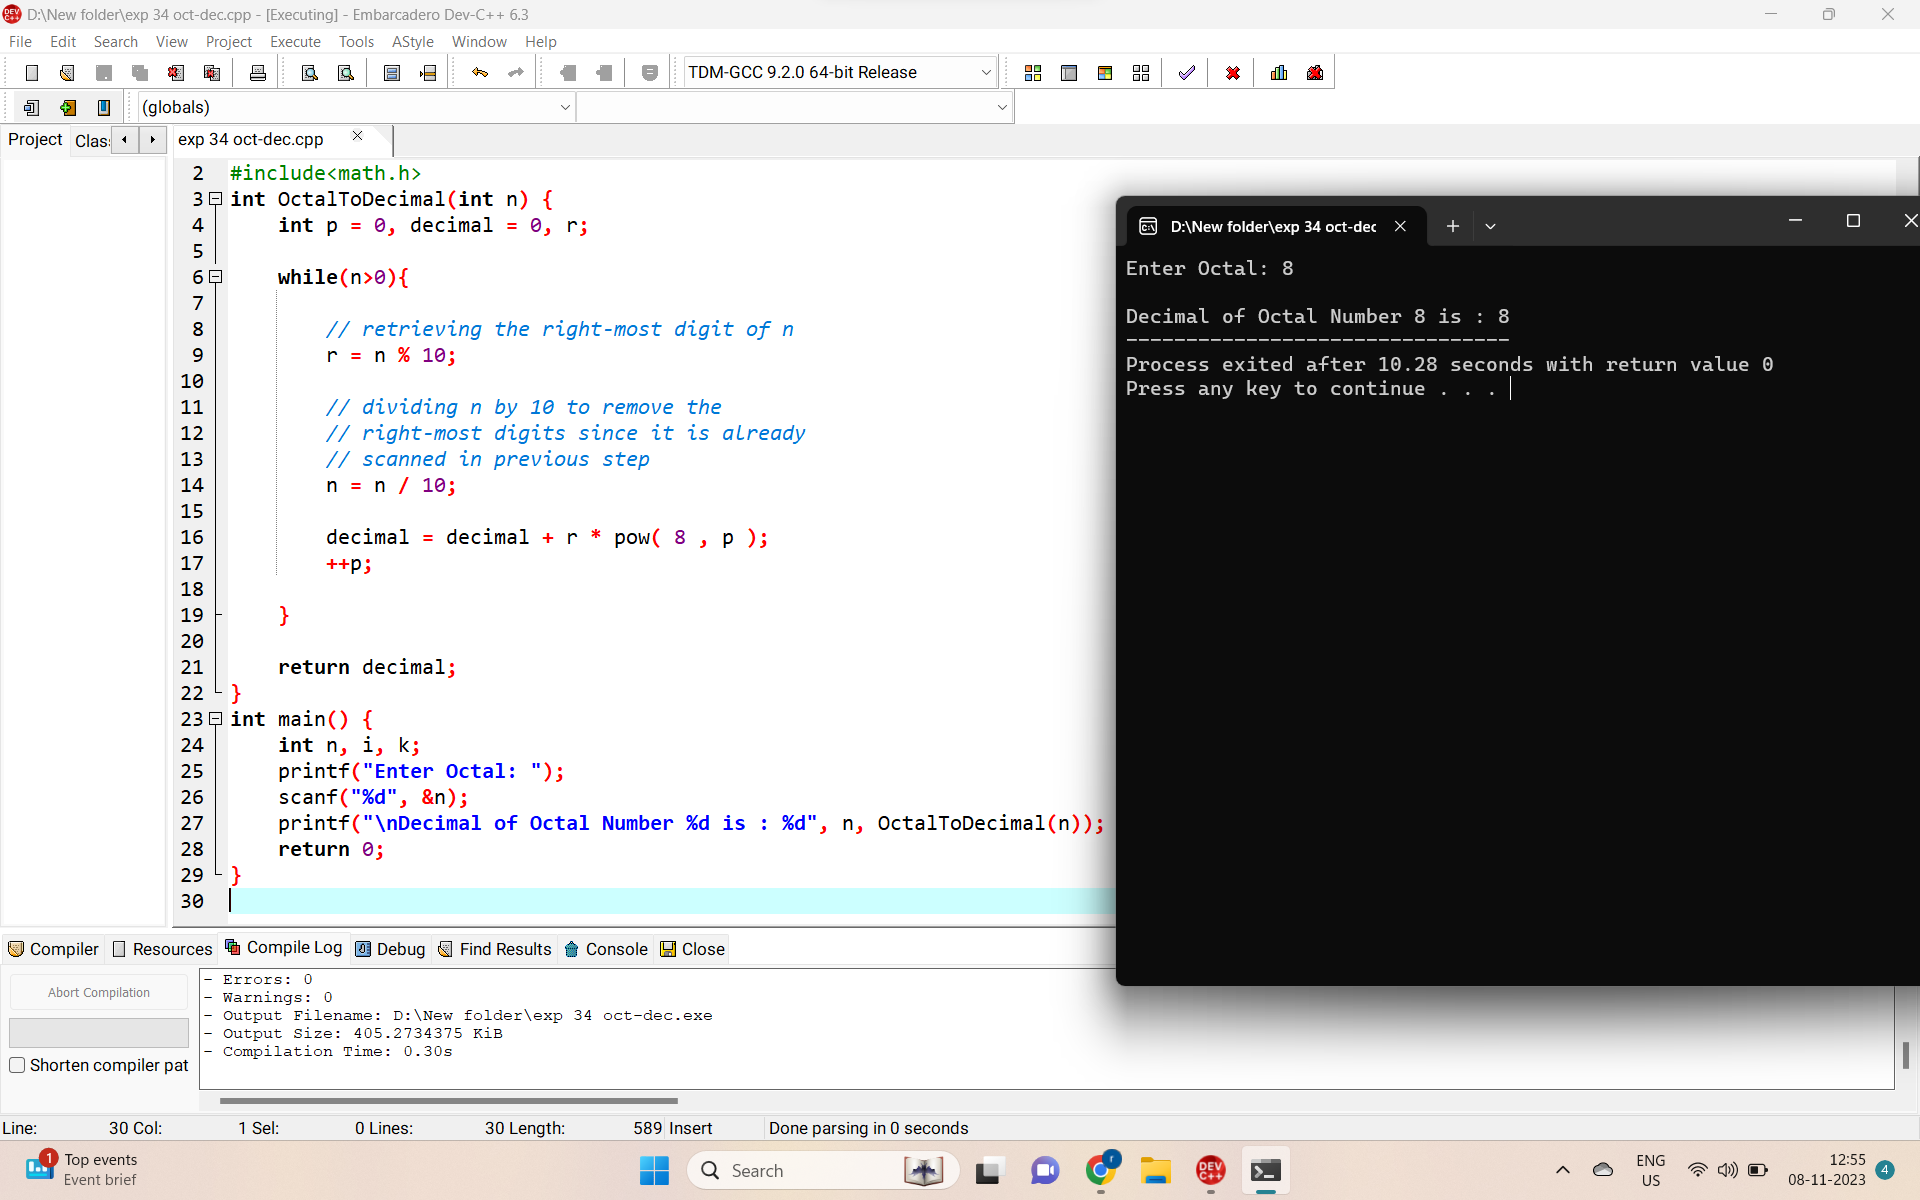 D:\New folder\exp 34 oct-dec.cpp - [Executing] - Embarcadero Dev-C++ 6.3
File Edit Search View Project Execute Tools AStyle Window Help
TDM-GCC 9.2.0 64-bit Release
(globals)
Project Clas
exp 34 oct-dec.cpp
2 #include<math.h>
3 int OctalToDecimal(int n) {
4 int p = 0, decimal = 0, r;
5
6 while(n>0){
7
8 // retrieving the right-most digit of n
9 r = n % 10;
10
11 // dividing n by 10 to remove the
12 // right-most digits since it is already
13 // scanned in previous step
14 n = n / 10;
15
16 decimal = decimal + r * pow( 8 , p );
17 ++p;
18
19 }
20
21 return decimal;
22 }
23 int main() {
24 int n, i, k;
25 printf("Enter Octal: ");
26 scanf("%d", &n);
27 printf("\nDecimal of Octal Number %d is : %d", n, OctalToDecimal(n));
28 return 0;
29 }
30
D:\New folder\exp 34 oct-dec
Enter Octal: 8
Decimal of Octal Number 8 is : 8
--------------------------------
Process exited after 10.28 seconds with return value 0
Press any key to continue . . .
Compiler Resources Compile Log Debug Find Results Console Close
Abort Compilation
Shorten compiler pat
- Errors: 0
- Warnings: 0
- Output Filename: D:\New folder\exp 34 oct-dec.exe
- Output Size: 405.2734375 KiB
- Compilation Time: 0.30s
Line: 30 Col: 1 Sel: 0 Lines: 30 Length: 589 Insert Done parsing in 0 seconds
1
Top events
Event brief
Search
r
DEV C++
ENG
US
12:55
08-11-2023
4